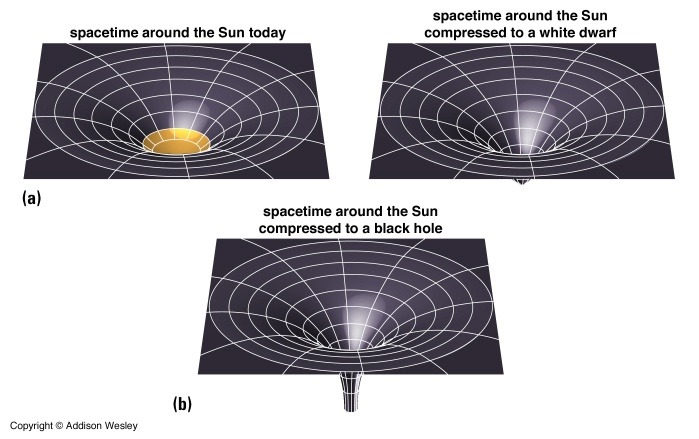 spacetime around the Sun today
spacetime around the Sun
compressed to a white dwarf
(a)
spacetime around the Sun
compressed to a black hole
(b)
Copyright © Addison Wesley